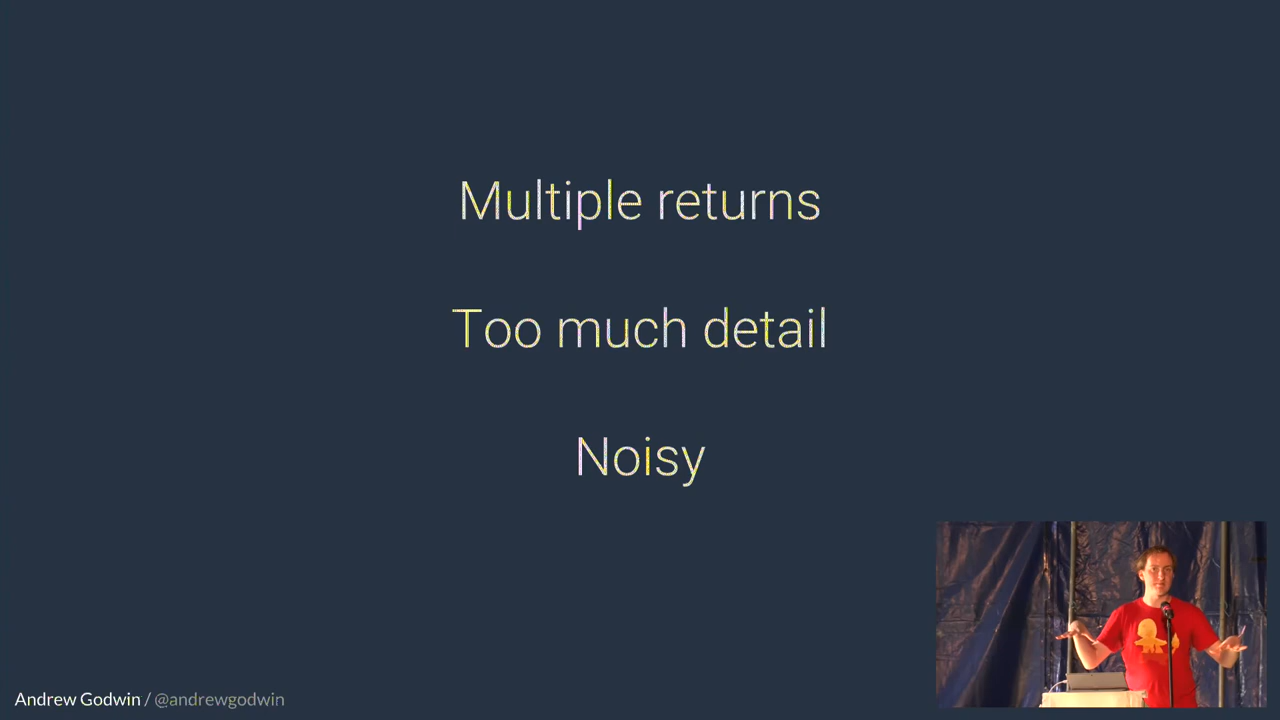 Multiple returns
Too much detail
Noisy
Andrew Godwin / @andrewgodwin